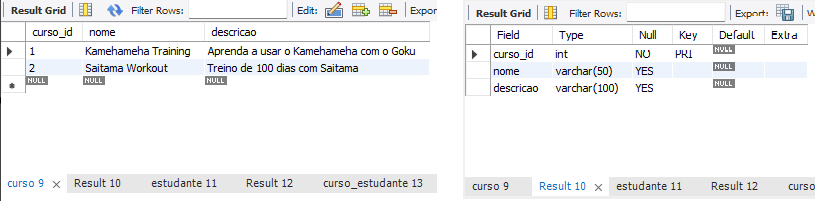 Result Grid Filter Rows: Edit: Export
curso_id nome descricao
1 Kamehameha Training Aprenda a usar o Kamehameha com o Goku
2 Saitama Workout Treino de 100 dias com Saitama
NULL NULL NULL
curso 9 Result 10 estudante 11 Result 12 curso_estudante 13
Result Grid Filter Rows: Export:
Field Type Null Key Default Extra
curso_id int NO PRI NULL
nome varchar(50) YES NULL
descricao varchar(100) YES NULL
curso 9 Result 10 estudante 11 Result 12